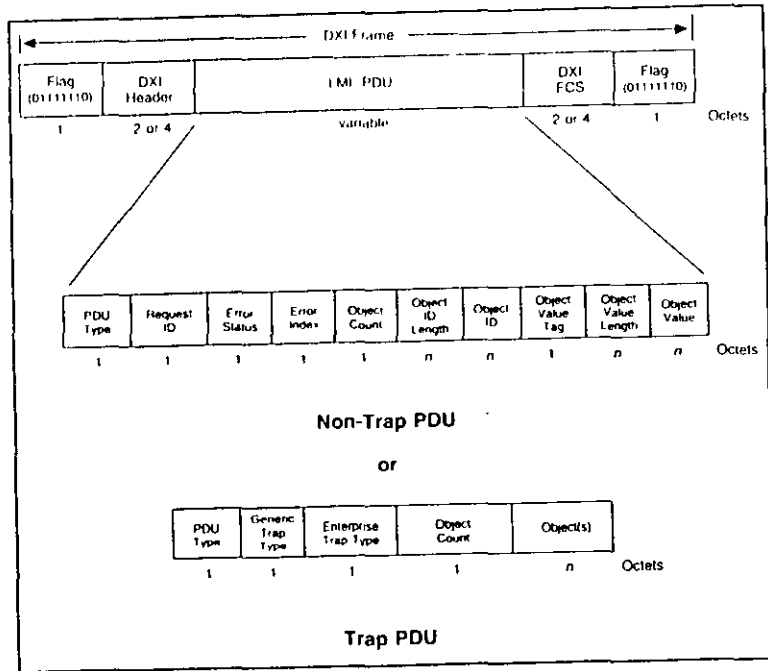 DXI Frame
Flag (01111110) DXI Header LMI PDU DXI FCS Flag (01111110)
1 2 or 4 variable 2 or 4 1 Octets
PDU Type Request ID Error Status Error Index Object Count Object ID Length Object ID Object Value Tag Object Value Length Object Value
1 1 1 1 1 n n 1 n n Octets
Non-Trap PDU
or
PDU Type Generic Trap Type Enterprise Trap Type Object Count Object(s)
1 1 1 1 n Octets
Trap PDU